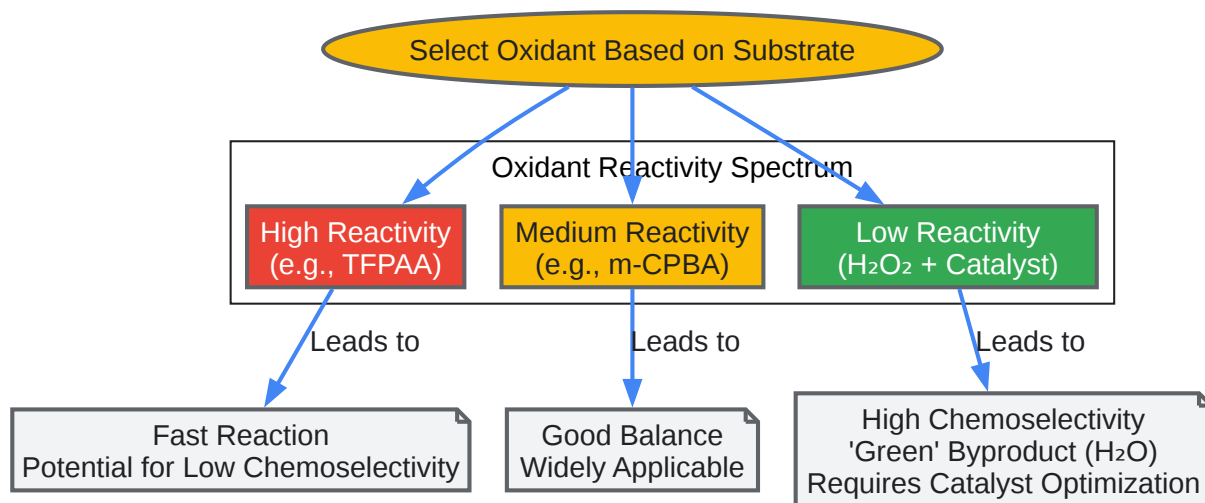 Select Oxidant Based on Substrate
Oxidant Reactivity Spectrum
High Reactivity
(e.g., TFPAA)
Medium Reactivity
(e.g., m-CPBA)
Low Reactivity
(H₂O₂ + Catalyst)
Leads to
Leads to
Leads to
Fast Reaction
Potential for Low Chemoselectivity
Good Balance
Widely Applicable
High Chemoselectivity
'Green' Byproduct (H₂O)
Requires Catalyst Optimization